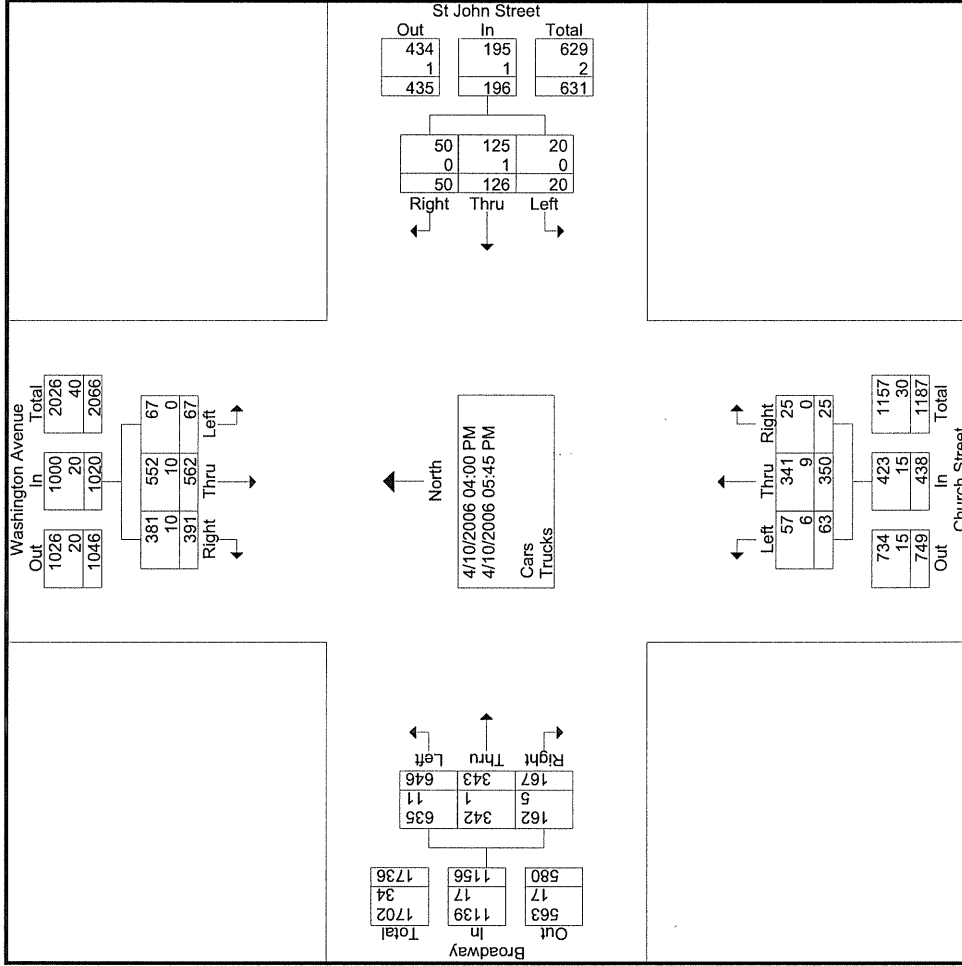 St John Street
Out In Total
434 195 629
1 1 2
435 196 631
50 125 20
0 1 0
50 126 20
Right Thru Left
Washington Avenue
Out In Total
1026 1000 2026
20 20 40
1046 1020 2066
381 552 67
10 10 0
391 562 67
Right Thru Left
North
4/10/2006 04:00 PM
4/10/2006 05:45 PM
Cars
Trucks
Left Thru Right
57 341 25
6 9 0
63 350 25
734 423 1157
15 15 30
749 438 1187
Out In Total
Church Street
Left Thru Right
646 343 167
11 1 5
635 342 162
1736 1156 580
34 17 17
1702 1139 563
Total In Out
Broadway